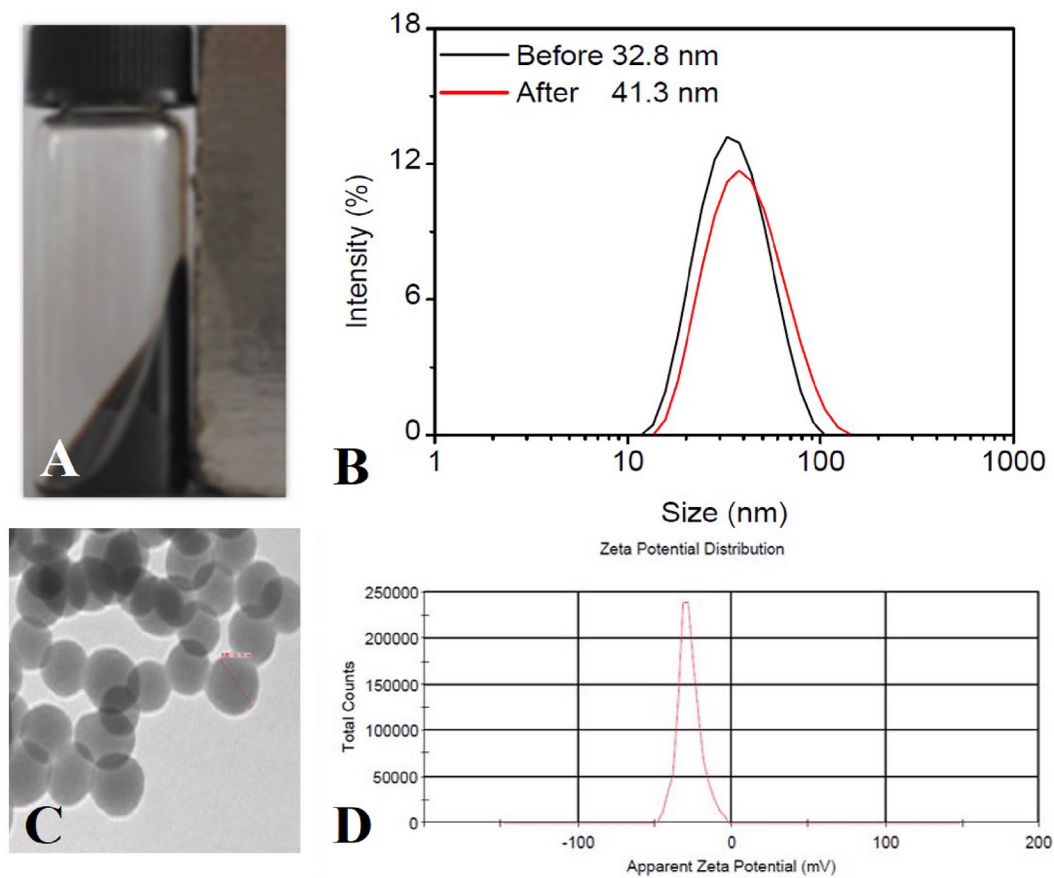 A
18
12
6
0
Intensity (%)
Before 32.8 nm
After 41.3 nm
1
10
100
1000
Size (nm)
B
C
Zeta Potential Distribution
250000
200000
150000
100000
50000
0
Total Counts
-100
0
100
200
Apparent Zeta Potential (mV)
D